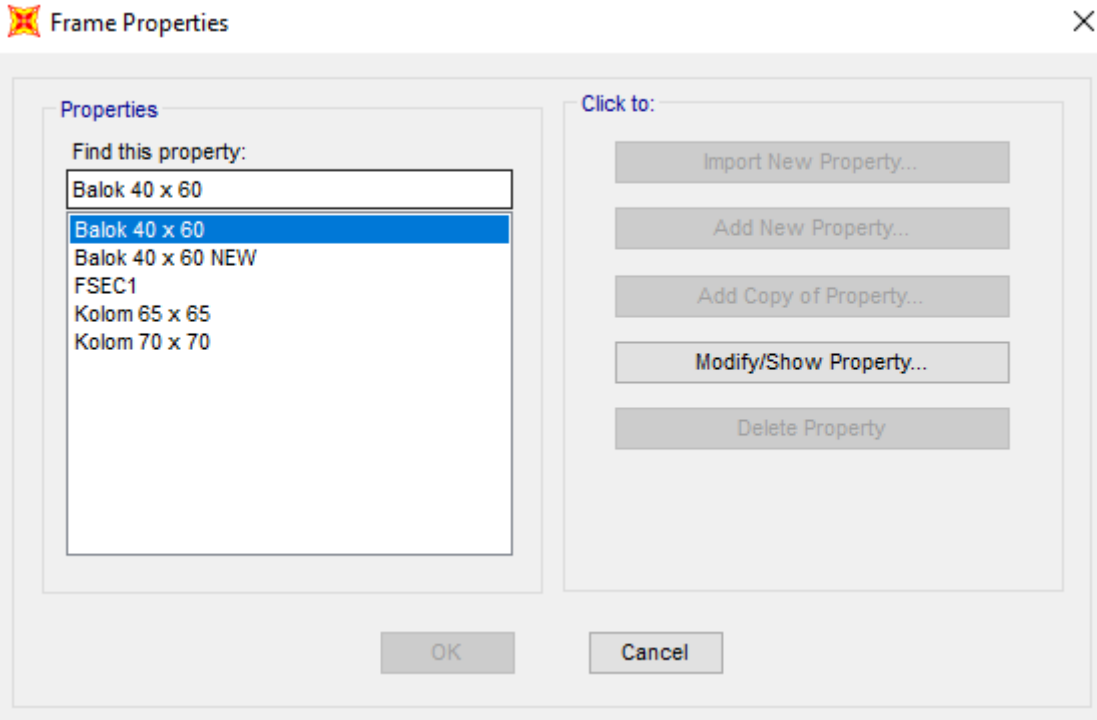 Frame Properties
Properties
Find this property:
Balok 40 x 60
Balok 40 x 60
Balok 40 x 60 NEW
FSEC1
Kolom 65 x 65
Kolom 70 x 70
Click to:
Import New Property...
Add New Property...
Add Copy of Property...
Modify/Show Property...
Delete Property
OK
Cancel